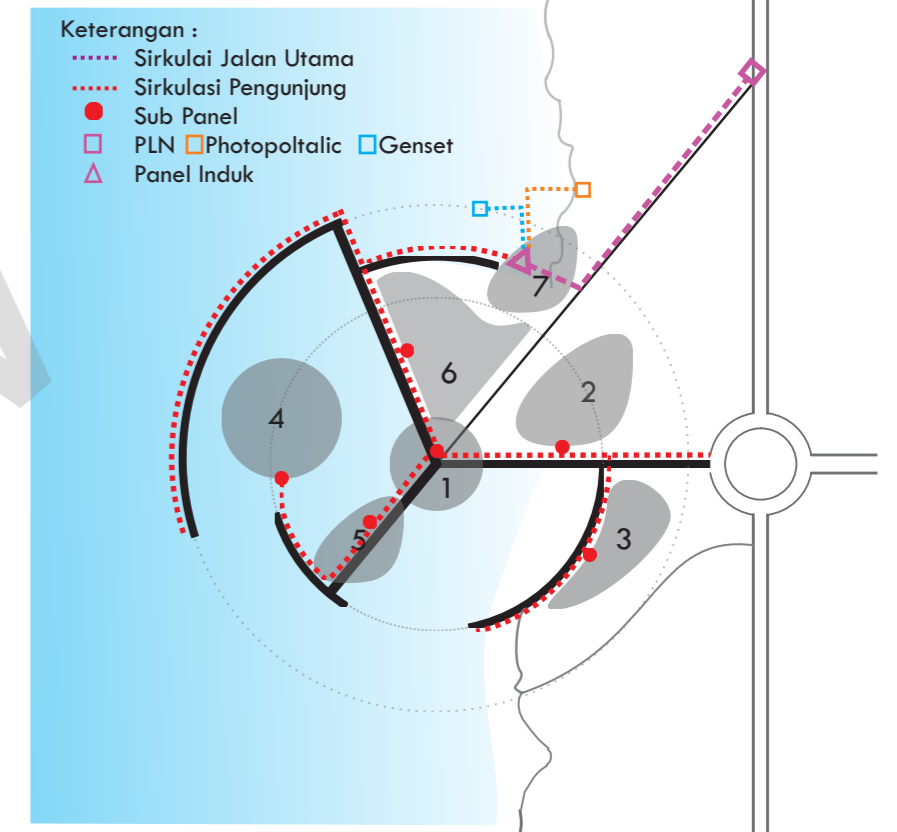 Keterangan :
Sirkulai Jalan Utama
Sirkulasi Pengunjung
Sub Panel
PLN Photopoltalic Genset
Panel Induk
7
6
2
4
1
5
3